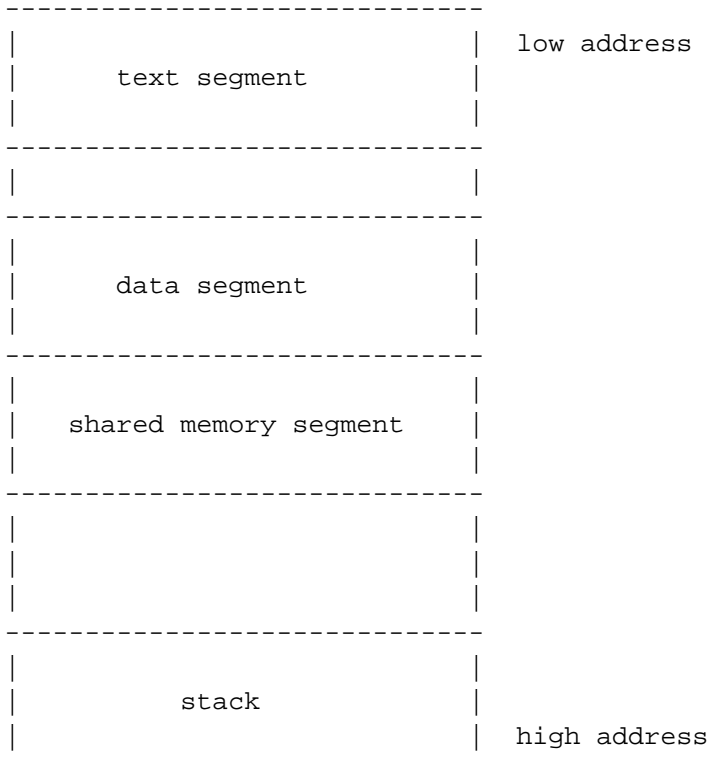 low address
text segment
data segment
shared memory segment
stack
high address